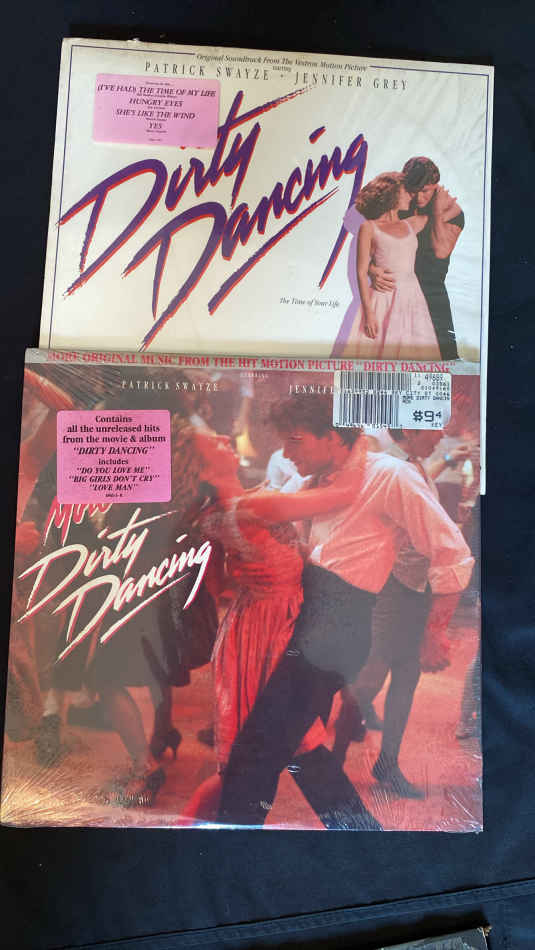 Original Soundtrack From The Vestron Motion Picture
starring
PATRICK SWAYZE · JENNIFER GREY
(I'VE HAD) THE TIME OF MY LIFE
HUNGRY EYES
SHE'S LIKE THE WIND
YES
Dirty
Dancing
The Time of Your Life
MORE ORIGINAL MUSIC FROM THE HIT MOTION PICTURE "DIRTY DANCING"
STARRING
PATRICK SWAYZE
Contains
all the unreleased hits
from the movie & album
"DIRTY DANCING"
includes
"DO YOU LOVE ME"
"BIG GIRLS DON'T CRY"
"LOVE MAN"
$9
More
Dirty
Dancing